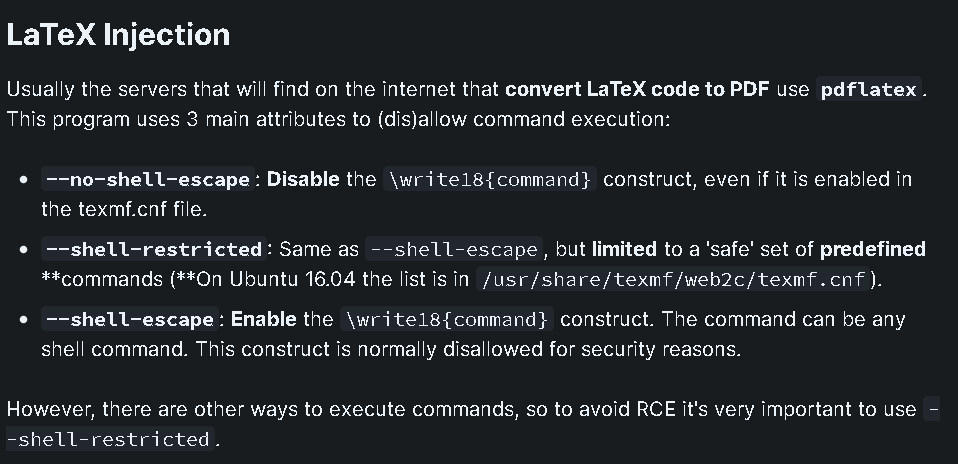 LaTeX Injection
Usually the servers that will find on the internet that convert LaTeX code to PDF use pdflatex.
This program uses 3 main attributes to (dis)allow command execution:
• --no-shell-escape: Disable the \write18{command} construct, even if it is enabled in
the texmf.cnf file.
• --shell-restricted: Same as --shell-escape, but limited to a 'safe' set of predefined
**commands (**On Ubuntu 16.04 the list is in /usr/share/texmf/web2c/texmf.cnf).
• --shell-escape: Enable the \write18{command} construct. The command can be any
shell command. This construct is normally disallowed for security reasons.
However, there are other ways to execute commands, so to avoid RCE it's very important to use -
-shell-restricted.